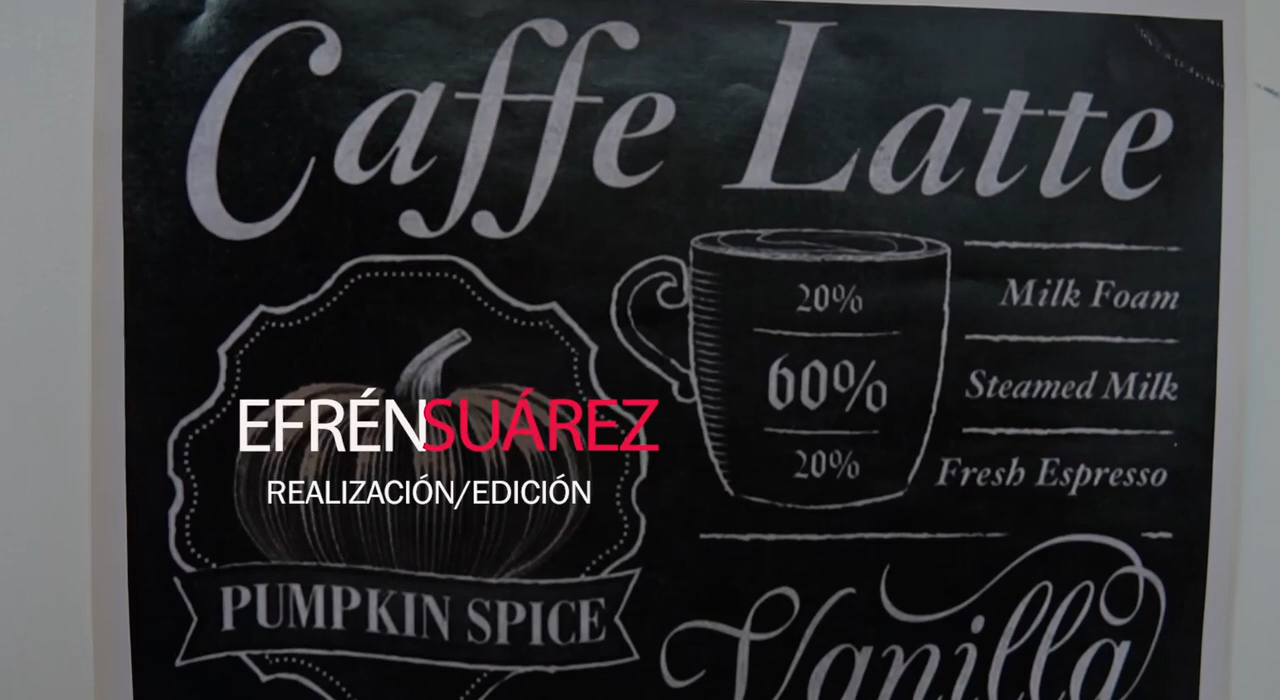 Caffe Latte
20%
Milk Foam
60%
Steamed Milk
20%
Fresh Espresso
EFRÉNSUÁREZ
REALIZACIÓN/EDICIÓN
PUMPKIN SPICE
Vanilla